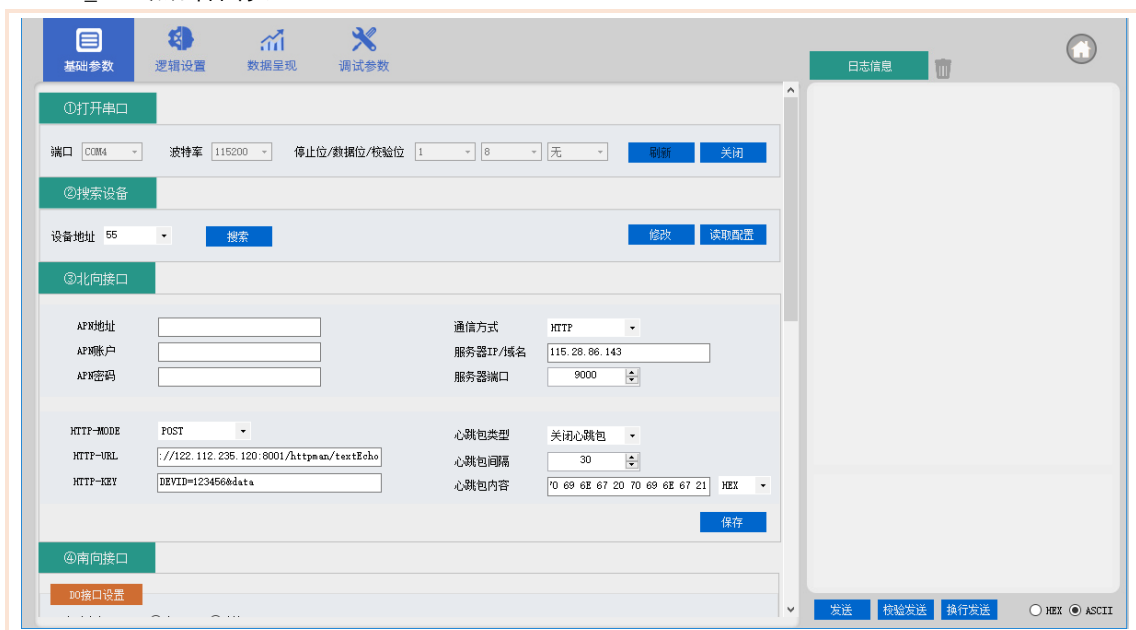 基础参数 逻辑设置 数据呈现 调试参数
日志信息
①打开串口
端口 COM4 波特率 115200 停止位/数据位/校验位 1 8 无 刷新 关闭
②搜索设备
设备地址 55 搜索 修改 读取配置
③北向接口
APN地址 通信方式 HTTP
APN账户 服务器IP/域名 115.28.86.143
APN密码 服务器端口 9000
HTTP-MODE POST 心跳包类型 关闭心跳包
HTTP-URL ://122.112.235.120:8001/httpman/textEcho 心跳包间隔 30
HTTP-KEY DEVID=123456&data 心跳包内容 70 69 6E 67 20 70 69 6E 67 21 HEX
保存
④南向接口
DO接口设置
发送 校验发送 换行发送 HEX ASCII